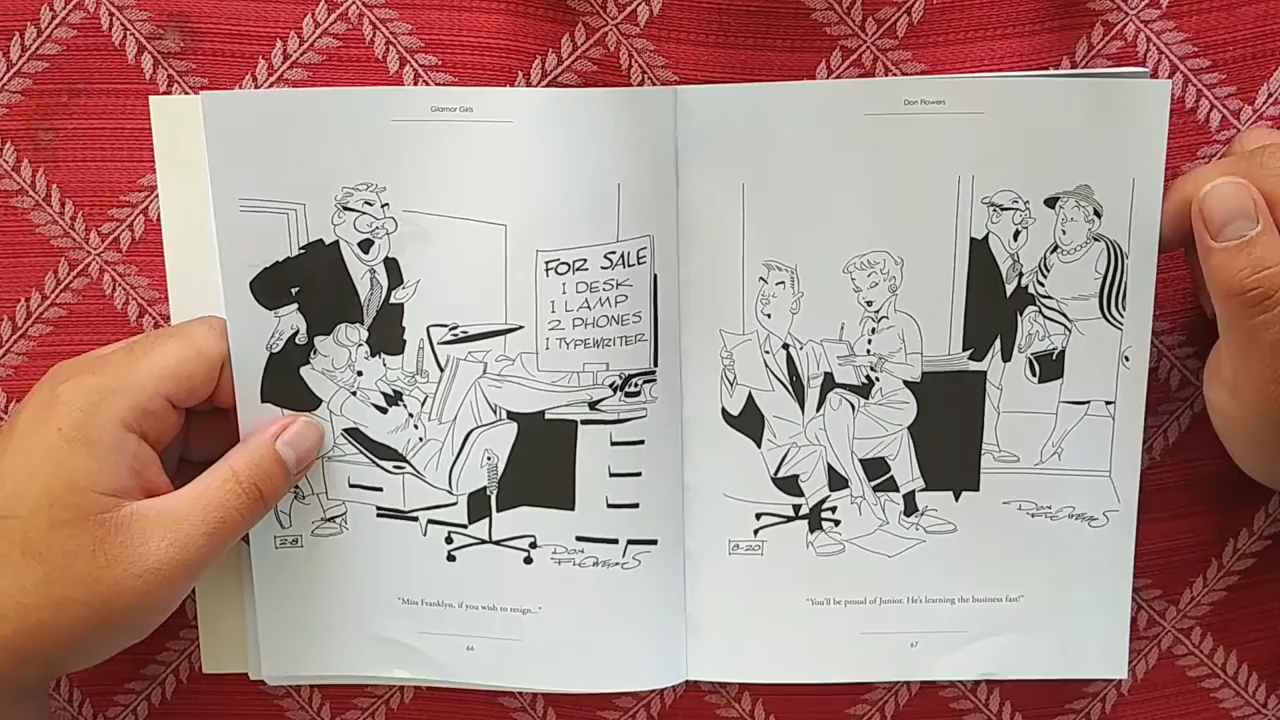 Glamor Girls
FOR SALE
1 DESK
1 LAMP
2 PHONES
1 TYPEWRITER
2-8
DON
FLOWERS
"Miss Franklyn, if you wish to resign..."
66
Don Flowers
8-20
DON
FLOWERS
"You'll be proud of Junior. He's learning the business fast!"
67